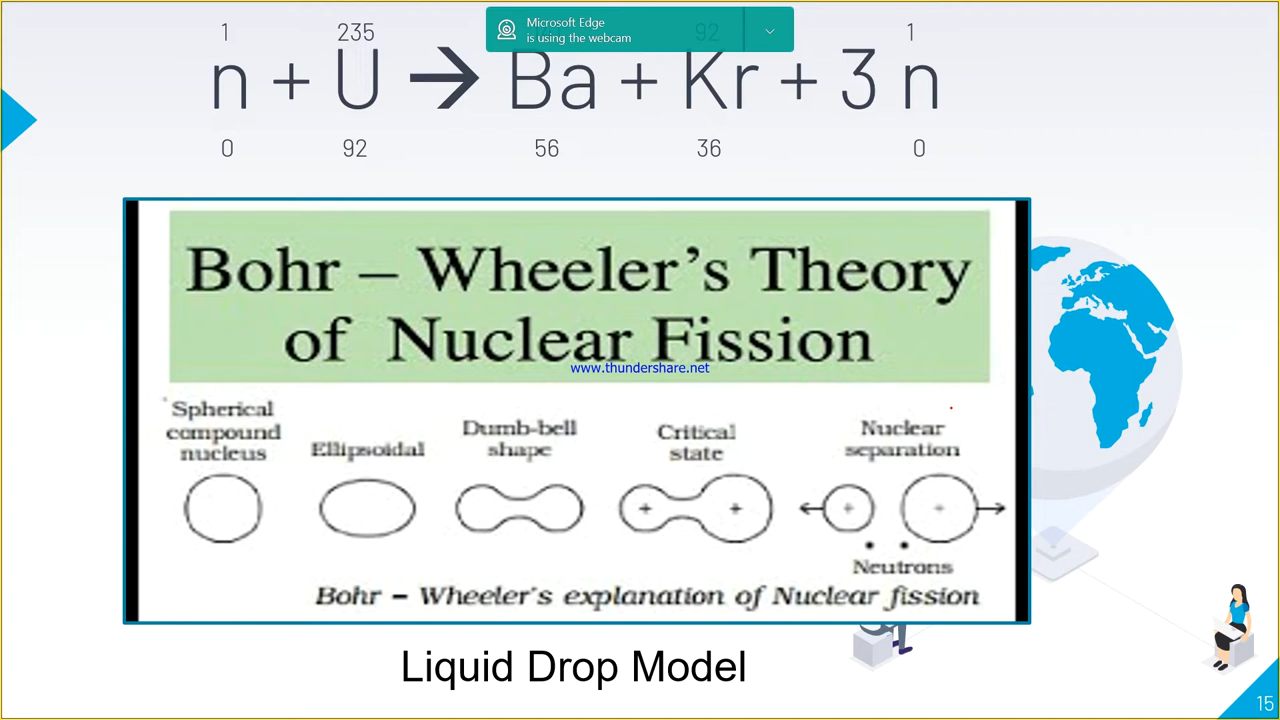 1 235 92 1
n + U → Ba + Kr + 3 n
0 92 56 36 0
Microsoft Edge
is using the webcam
Bohr – Wheeler's Theory
of Nuclear Fission
www.thundershare.net
Spherical
compound
nucleus
Ellipsoidal
Dumb-bell
shape
Critical
state
Nuclear
separation
+ + + +
Neutrons
Bohr – Wheeler's explanation of Nuclear fission
Liquid Drop Model
15